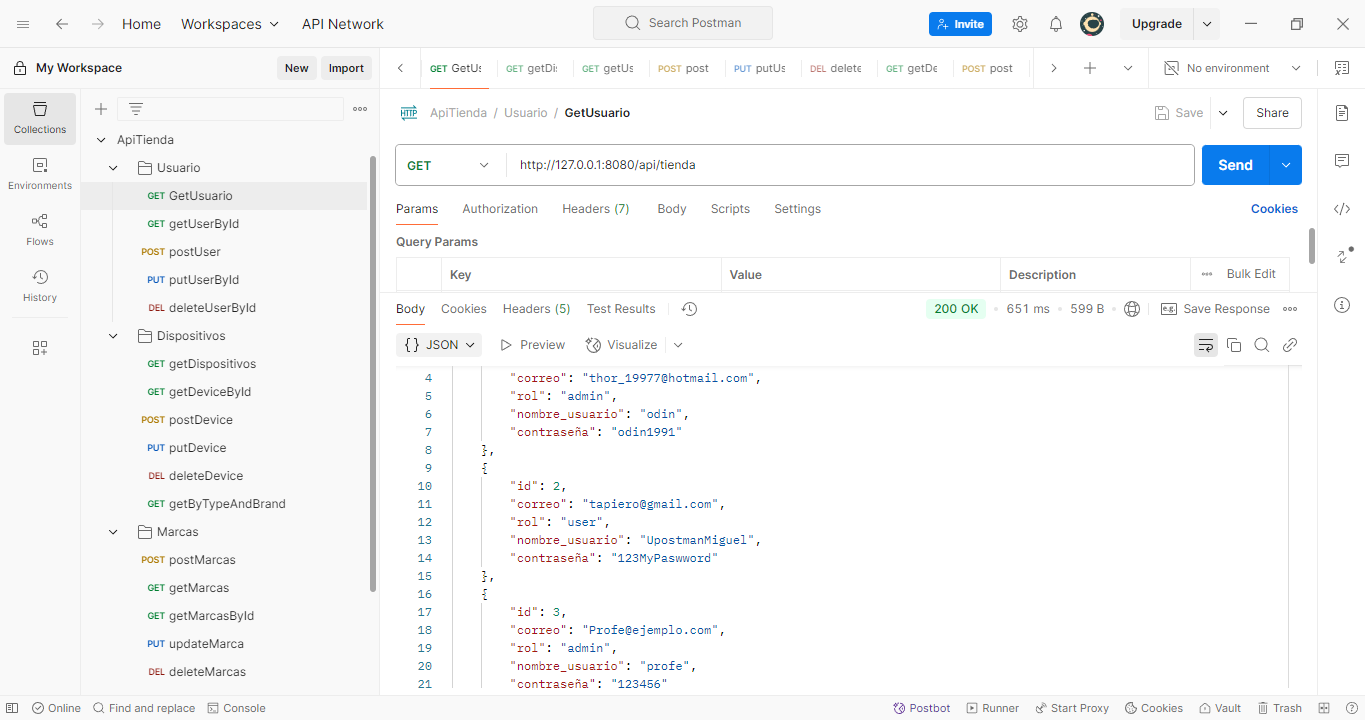 Home Workspaces API Network Search Postman Invite Upgrade
My Workspace New Import
GET GetUs GET getDis GET getUs POST post PUT putUs DEL delete GET getDe POST post No environment
Collections
Environments
Flows
History
ApiTienda
Usuario
GET GetUsuario
GET getUserById
POST postUser
PUT putUserById
DEL deleteUserById
Dispositivos
GET getDispositivos
GET getDeviceById
POST postDevice
PUT putDevice
DEL deleteDevice
GET getByTypeAndBrand
Marcas
POST postMarcas
GET getMarcas
GET getMarcasById
PUT updateMarca
DEL deleteMarcas
HTTP ApiTienda / Usuario / GetUsuario Save Share
GET http://127.0.0.1:8080/api/tienda Send
Params Authorization Headers (7) Body Scripts Settings Cookies
Query Params
Key Value Description Bulk Edit
Body Cookies Headers (5) Test Results 200 OK 651 ms 599 B e.g. Save Response
{} JSON Preview Visualize
4 "correo": "thor_19977@hotmail.com",
5 "rol": "admin",
6 "nombre_usuario": "odin",
7 "contraseña": "odin1991"
8 },
9 {
10 "id": 2,
11 "correo": "tapiero@gmail.com",
12 "rol": "user",
13 "nombre_usuario": "UpostmanMiguel",
14 "contraseña": "123MyPaswword"
15 },
16 {
17 "id": 3,
18 "correo": "Profe@ejemplo.com",
19 "rol": "admin",
20 "nombre_usuario": "profe",
21 "contraseña": "123456"
Online Find and replace Console Postbot Runner Start Proxy Cookies Vault Trash